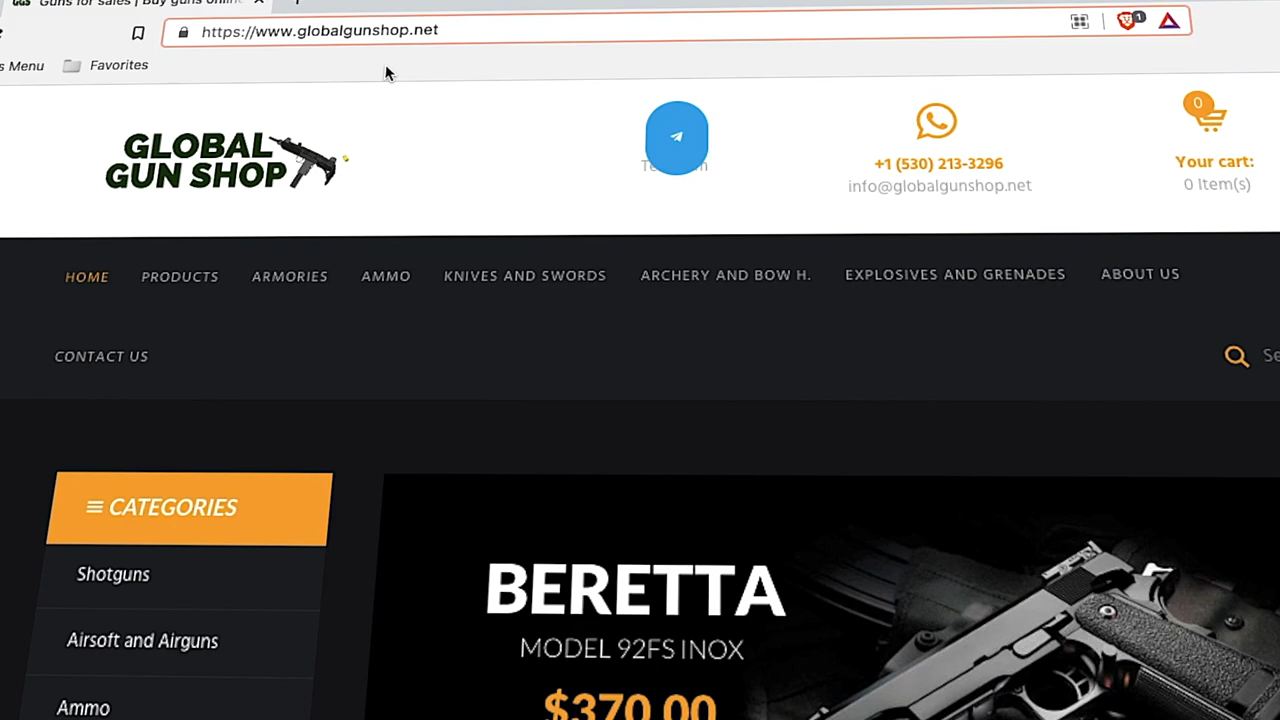 Guns for sales | Buy guns online
https://www.globalgunshop.net
s Menu
Favorites
GLOBAL
GUN SHOP
+1 (530) 213-3296
info@globalgunshop.net
0
Your cart:
0 Item(s)
HOME
PRODUCTS
ARMORIES
AMMO
KNIVES AND SWORDS
ARCHERY AND BOW H.
EXPLOSIVES AND GRENADES
ABOUT US
CONTACT US
Se
CATEGORIES
Shotguns
Airsoft and Airguns
Ammo
BERETTA
MODEL 92FS INOX
$370.00